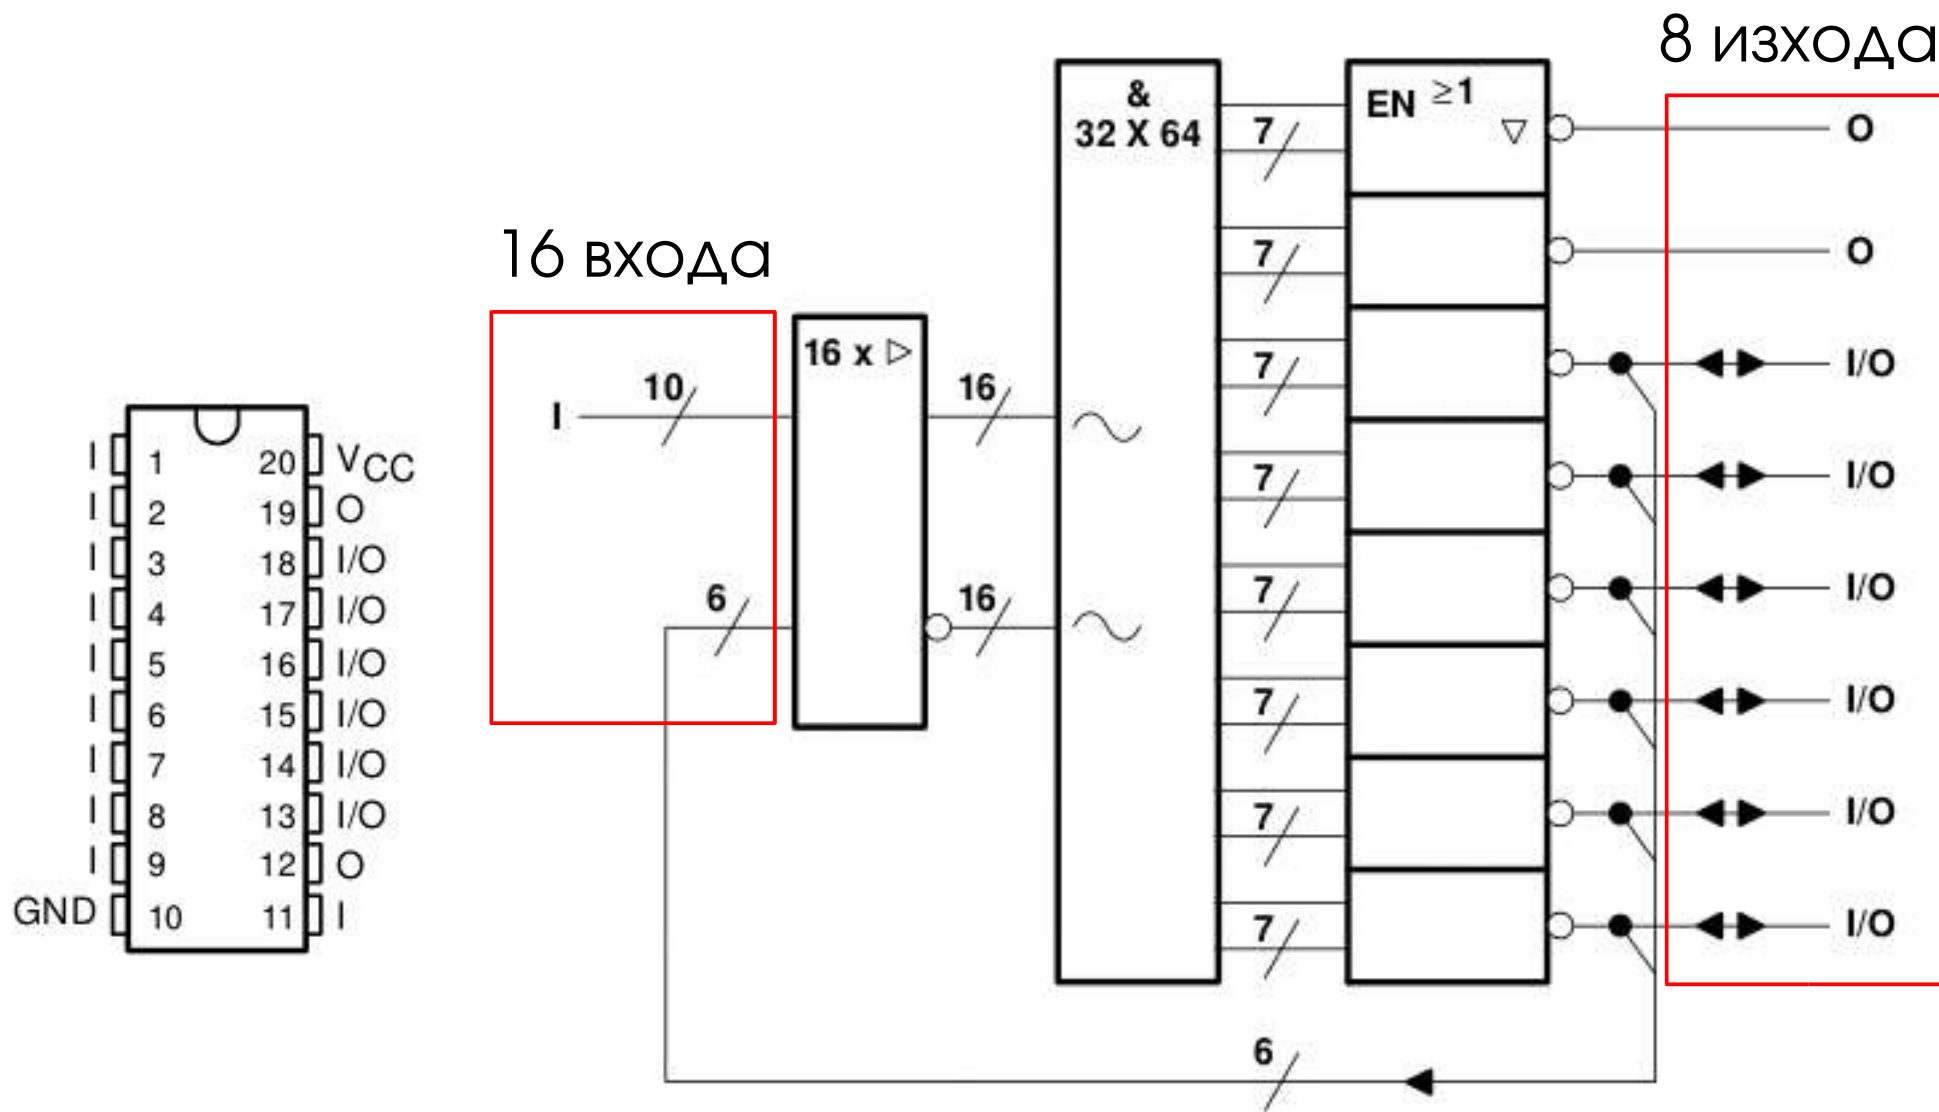 8 изхода
16 входа
&
32 X 64
EN ≥1 ▽
7
7
7
7
7
7
7
7
O
O
I/O
I/O
I/O
I/O
I/O
I/O
16 x ▷
I 10 16
6 16
6
I 1 20 VCC
I 2 19 O
I 3 18 I/O
I 4 17 I/O
I 5 16 I/O
I 6 15 I/O
I 7 14 I/O
I 8 13 I/O
I 9 12 O
GND 10 11 I